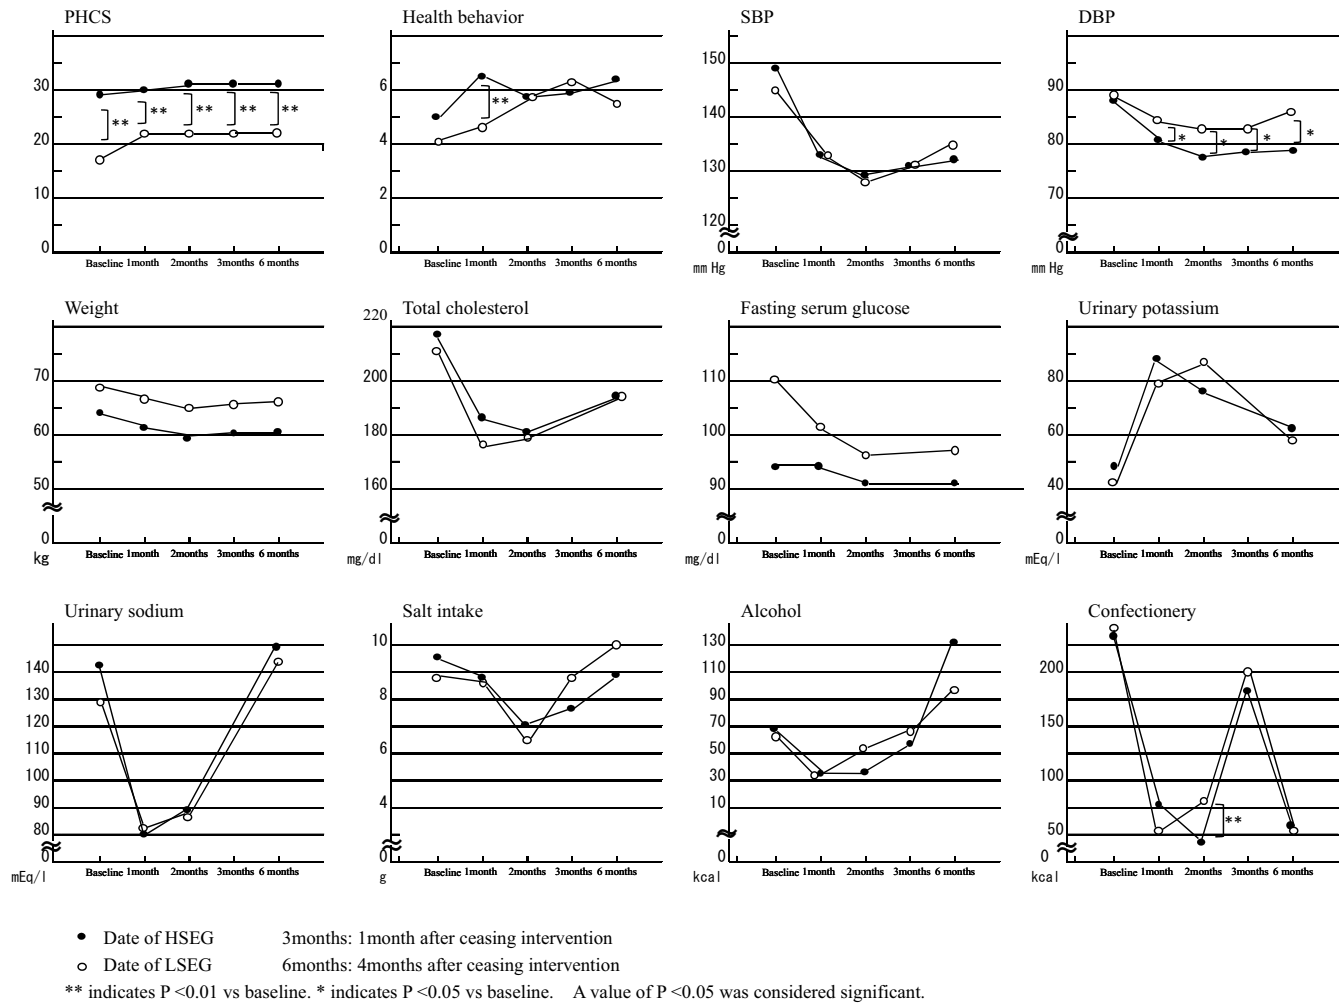 PHCS
30
20
10
0
**
**
**
**
**
Baseline 1month 2months 3months 6 months
Health behavior
6
4
2
0
**
Baseline 1month 2months 3months 6 months
SBP
150
140
130
120
0
mm Hg
Baseline 1month 2months 3months 6 months
DBP
90
80
70
0
mm Hg
*
*
*
*
Baseline 1month 2months 3months 6 months
Weight
70
60
50
0
kg
Baseline 1month 2months 3months 6 months
Total cholesterol
220
200
180
160
0
mg/dl
Baseline 1month 2months 3months 6 months
Fasting serum glucose
110
100
90
0
mg/dl
Baseline 1month 2months 3months 6 months
Urinary potassium
80
60
40
0
mEq/l
Baseline 1month 2months 3months 6 months
Urinary sodium
140
130
120
110
100
90
80
0
mEq/l
Baseline 1month 2months 3months 6 months
Salt intake
10
8
6
4
0
g
Baseline 1month 2months 3months 6 months
Alcohol
130
110
90
70
50
30
10
0
kcal
Baseline 1month 2months 3months 6 months
Confectionery
200
150
100
50
0
kcal
**
Baseline 1month 2months 3months 6 months
● Date of HSEG 3months: 1month after ceasing intervention
○ Date of LSEG 6months: 4months after ceasing intervention
** indicates P <0.01 vs baseline. * indicates P <0.05 vs baseline. A value of P <0.05 was considered significant.